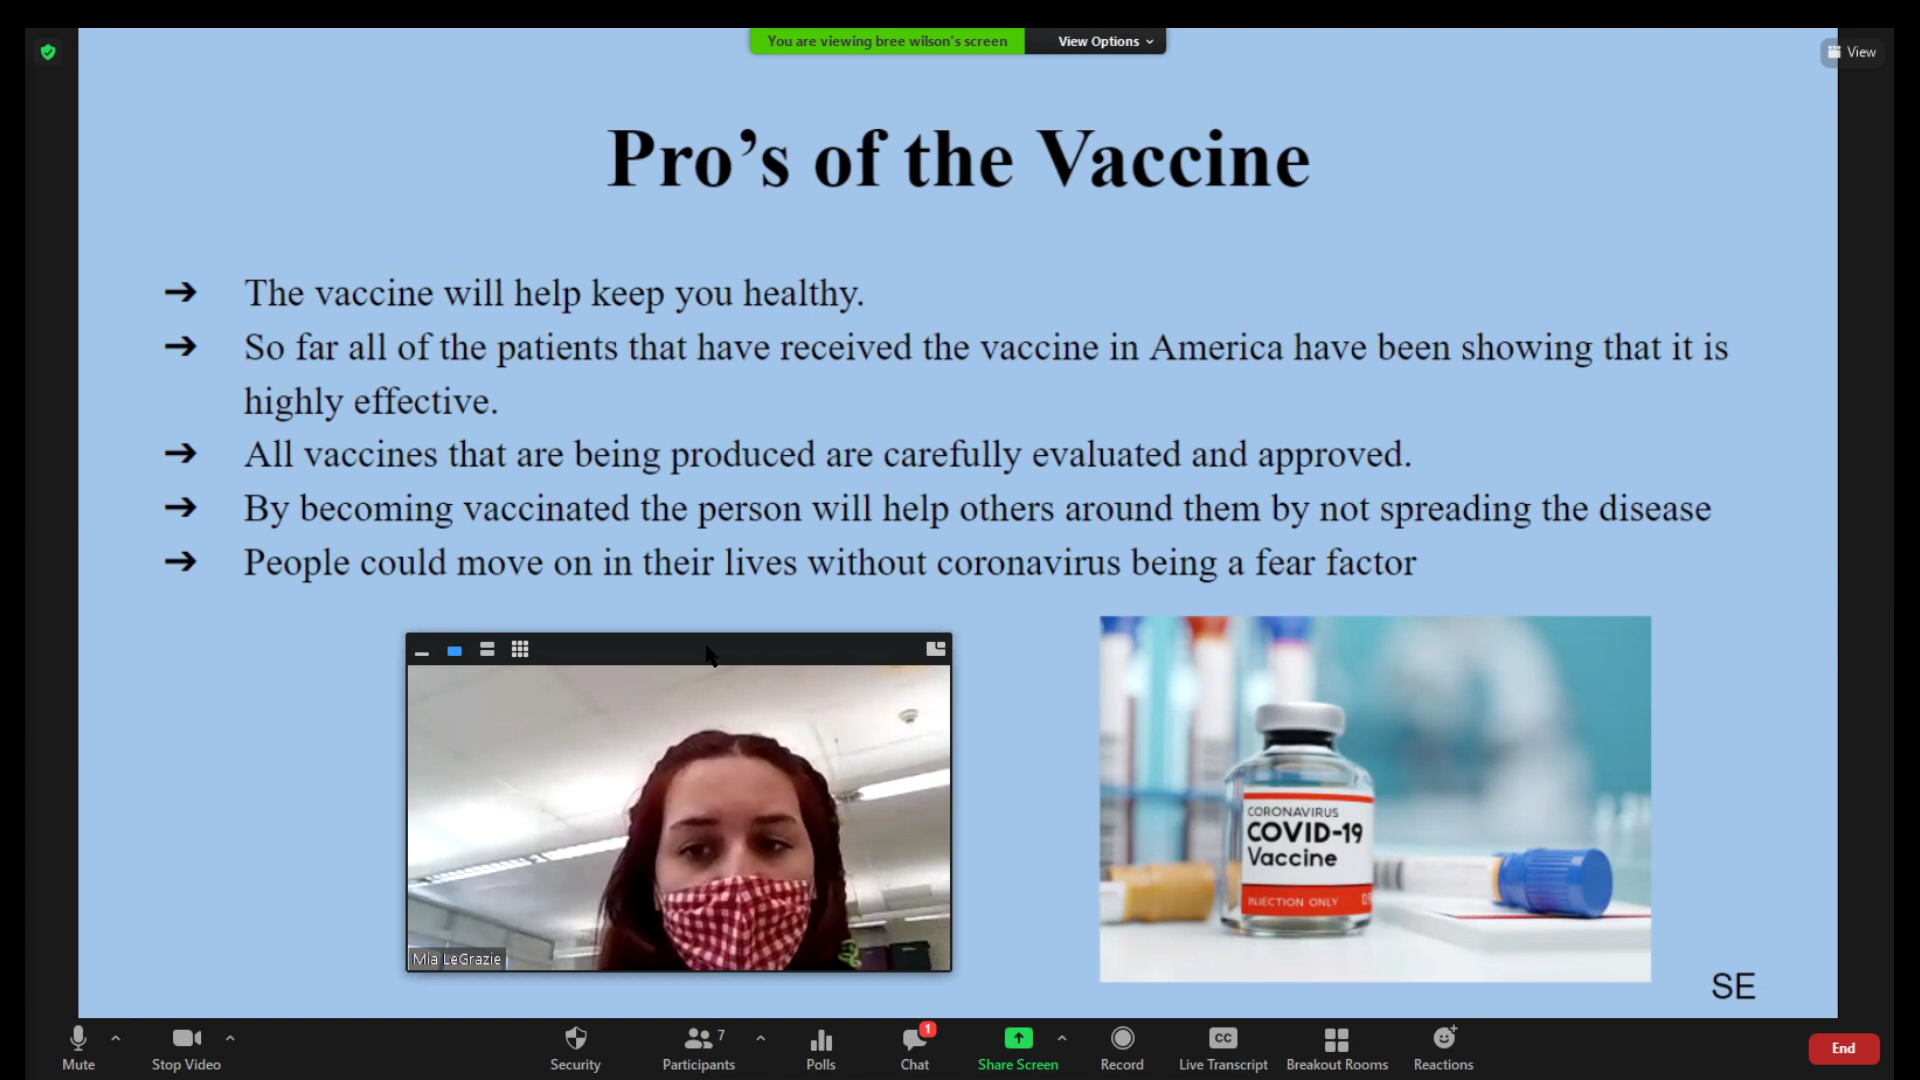 You are viewing bree wilson's screen
View Options
View
Pro’s of the Vaccine
➔ The vaccine will help keep you healthy.
➔ So far all of the patients that have received the vaccine in America have been showing that it is
highly effective.
➔ All vaccines that are being produced are carefully evaluated and approved.
➔ By becoming vaccinated the person will help others around them by not spreading the disease
➔ People could move on in their lives without coronavirus being a fear factor
Mia LeGrazie
CORONAVIRUS
COVID-19
Vaccine
INJECTION ONLY
SE
7
1
CC
Mute
Stop Video
Security
Participants
Polls
Chat
Share Screen
Record
Live Transcript
Breakout Rooms
Reactions
End